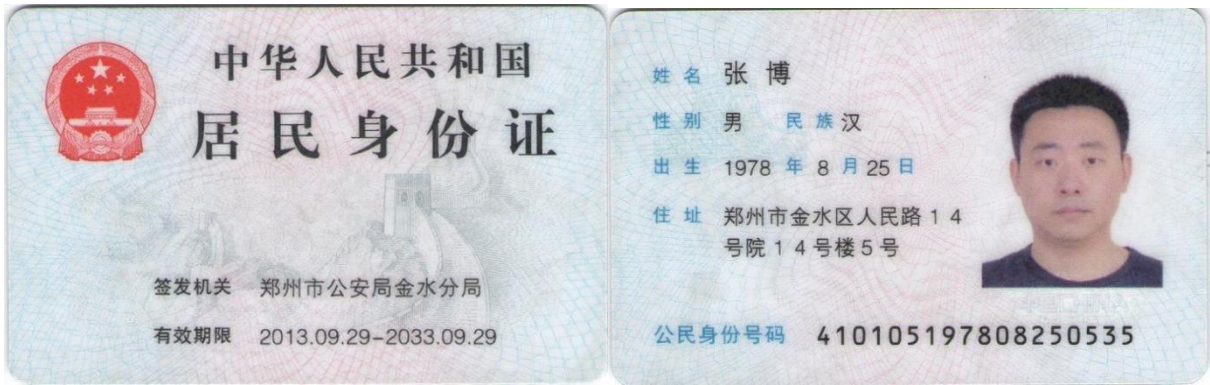 中华人民共和国
居民身份证
签发机关 郑州市公安局金水分局
有效期限 2013.09.29-2033.09.29
姓名 张博
性别 男 民族 汉
出生 1978 年 8 月 25 日
住址 郑州市金水区人民路14
号院14号楼5号
公民身份号码 410105197808250535